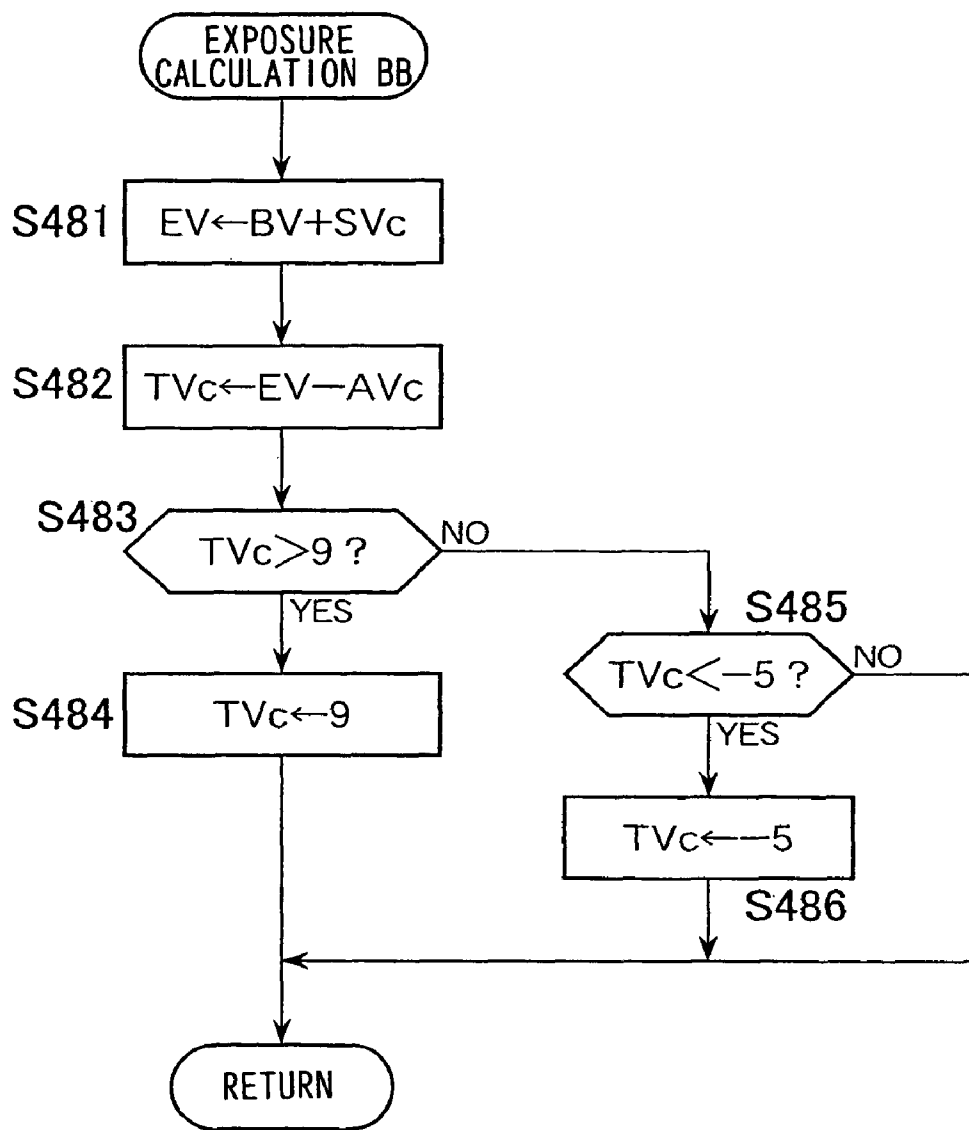 EXPOSURE
CALCULATION BB
S481
EV←BV+SVc
S482
TVc←EV−AVc
S483
TVc>9?
NO
YES
S484
TVc←9
S485
TVc<−5?
NO
YES
TVc←−5
S486
RETURN